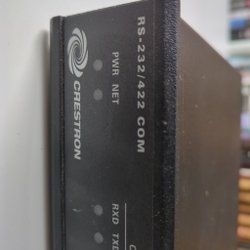 RS-232/422 COM
PWR NET
CRESTRON
RXD TXD